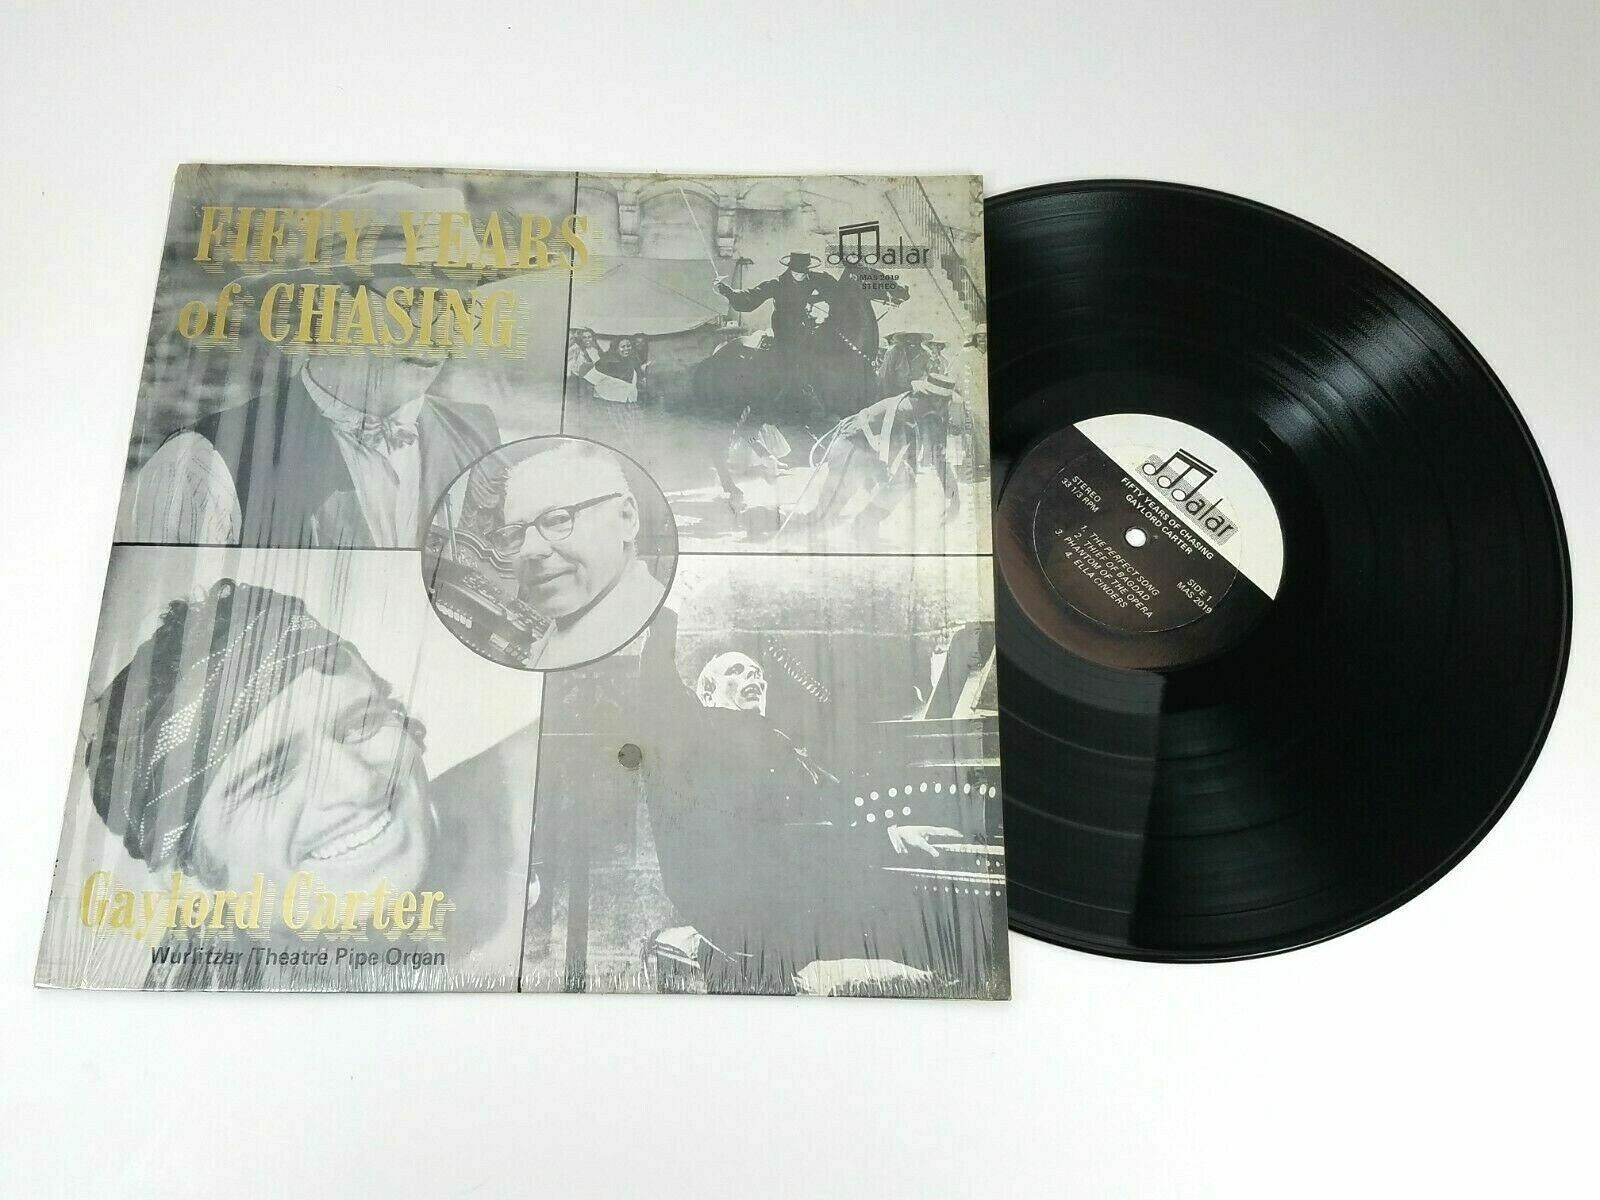 FIFTY YEARS
of CHASING
malar
MAS 2019
STEREO
Gaylord Carter
Wurlitzer Theatre Pipe Organ
malar
FIFTY YEARS OF CHASING
GAYLORD CARTER
STEREO
33 1/3 RPM
SIDE 1
MAS 2019
1. THE PERFECT SONG
2. THIEF OF BAGDAD
3. PHANTOM OF THE OPERA
4. ELLA CINDERS